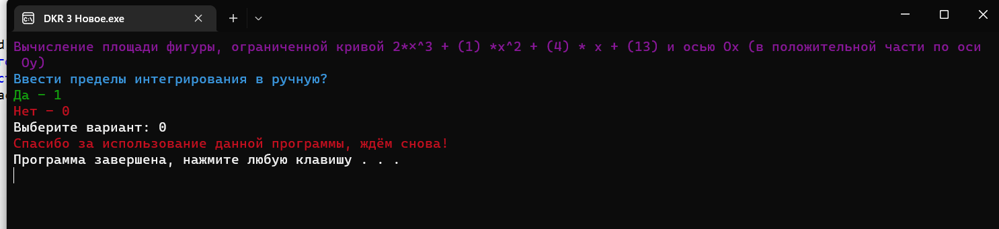 DKR 3 Новое.exe
Вычисление площади фигуры, ограниченной кривой 2*x^3 + (1) *x^2 + (4) * x + (13) и осью Ox (в положительной части по оси
Oy)
Ввести пределы интегрирования в ручную?
Да - 1
Нет - 0
Выберите вариант: 0
Спасибо за использование данной программы, ждём снова!
Программа завершена, нажмите любую клавишу . . .